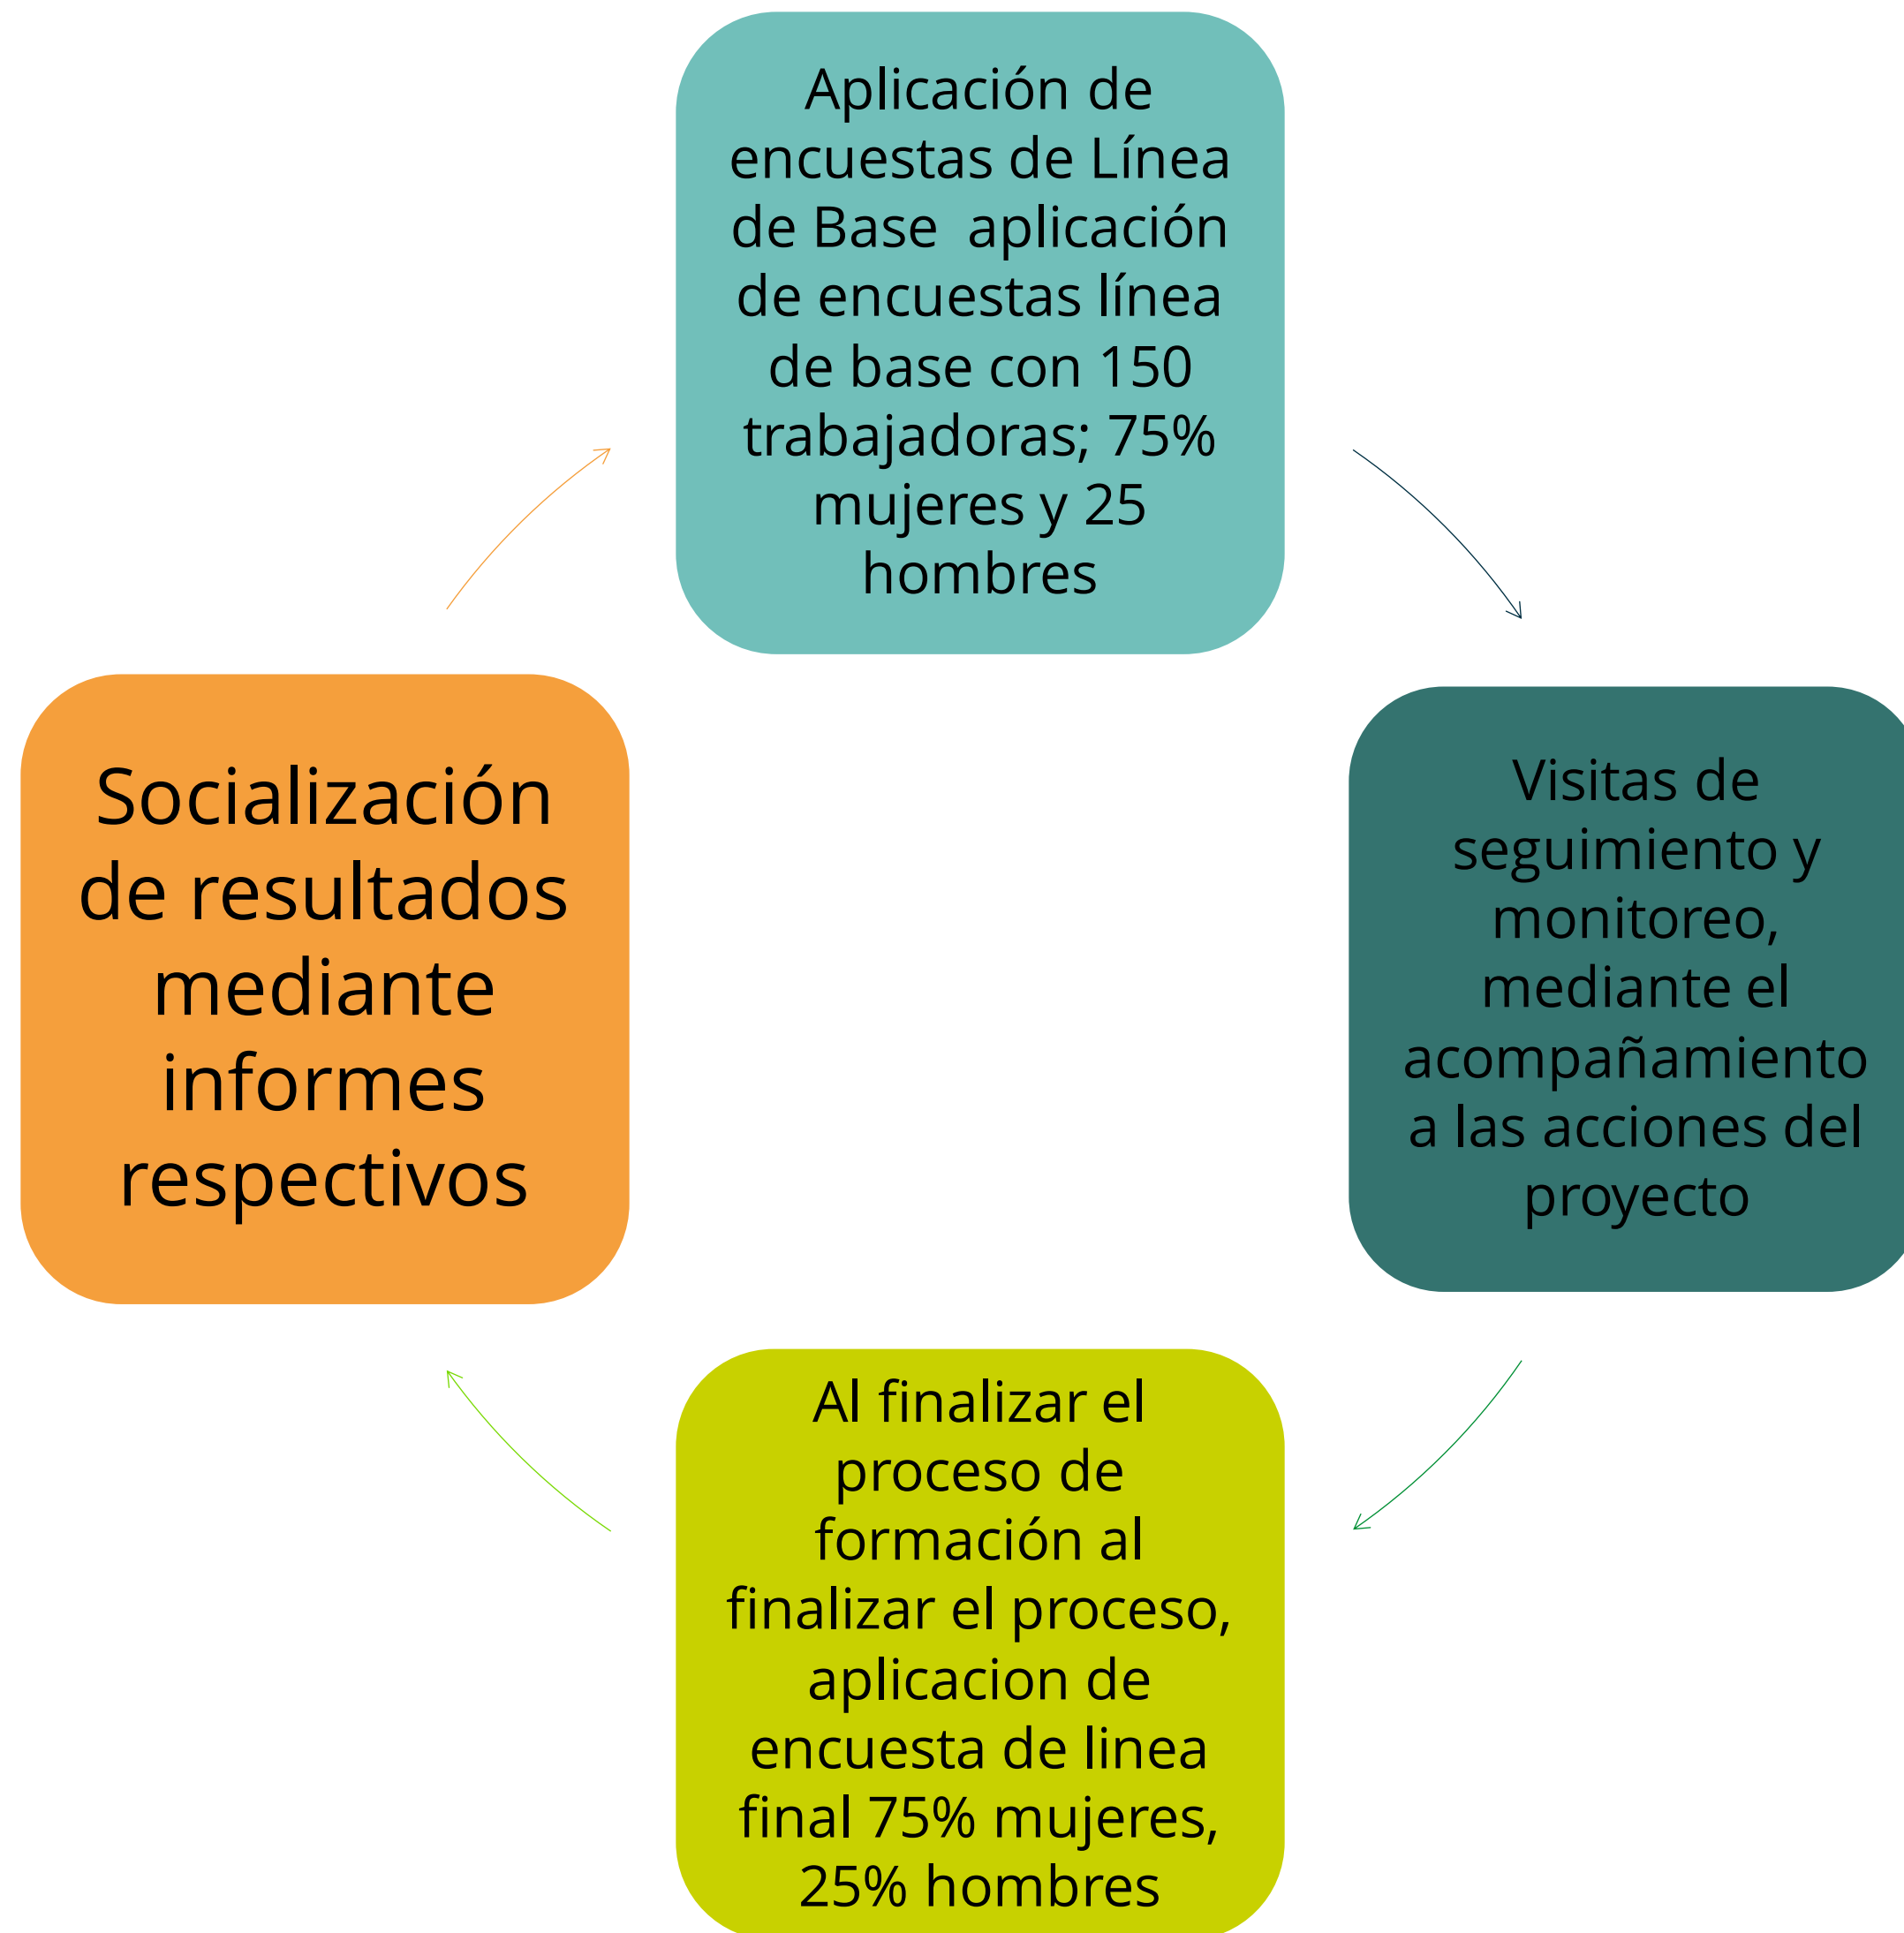 Aplicación de
encuestas de Línea
de Base  aplicación
de encuestas línea
de base con 150
trabajadoras; 75%
mujeres y 25
hombres
Visitas de
seguimiento y
monitoreo,
mediante el
acompañamiento
a las acciones del
proyecto
Al finalizar el
proceso de
formación al
finalizar el proceso,
aplicacion de
encuesta de linea
final 75% mujeres,
25% hombres
Socialización
de resultados
mediante
informes
respectivos